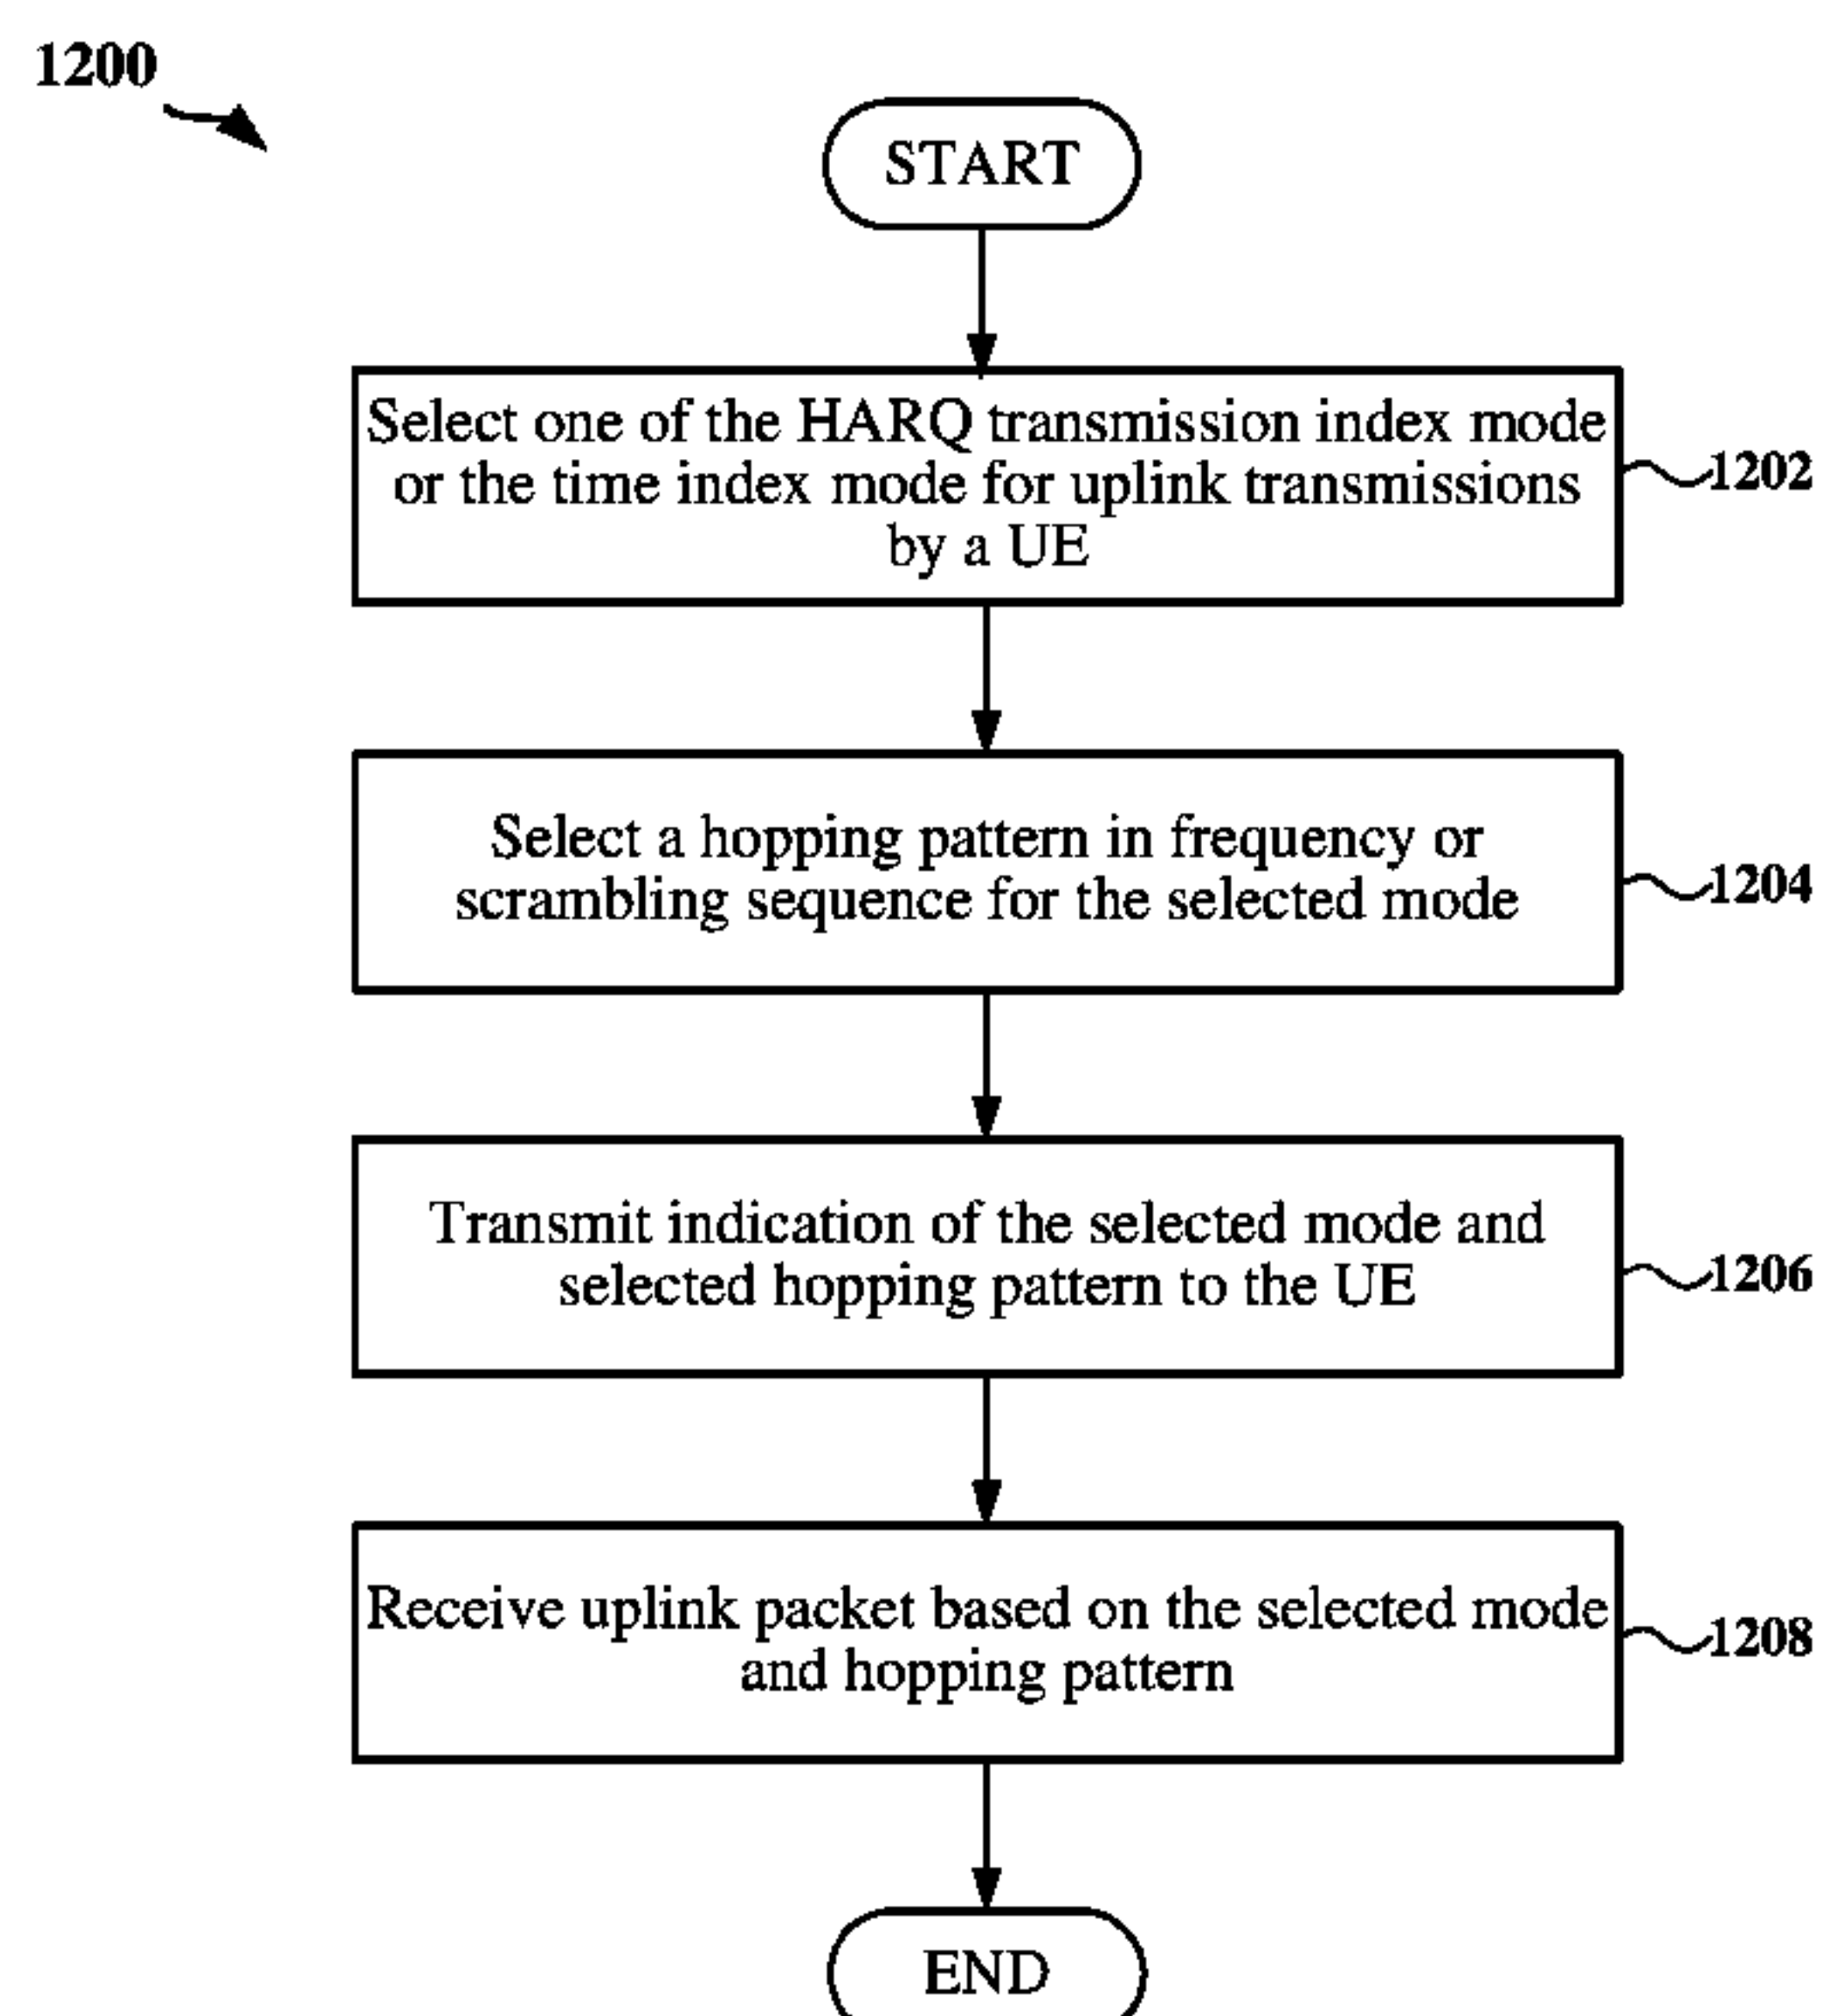 1200
START
Select one of the HARQ transmission index mode
or the time index mode for uplink transmissions
by a UE
1202
Select a hopping pattern in frequency or
scrambling sequence for the selected mode
1204
Transmit indication of the selected mode and
selected hopping pattern to the UE
1206
Receive uplink packet based on the selected mode
and hopping pattern
1208
END